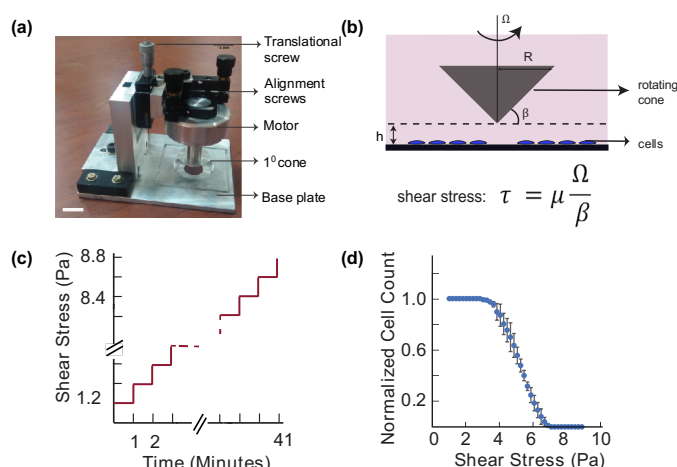 (a)
Translational
screw
Alignment
screws
Motor
1⁰ cone
Base plate
(b)
Ω
R
β
h
rotating
cone
cells
shear stress: τ = μ Ω/β
(c)
Shear Stress (Pa)
8.8
8.4
1.2
1 2 41
Time (Minutes)
(d)
Normalized Cell Count
1.0
0.6
0.2
0 2 4 6 8 10
Shear Stress (Pa)